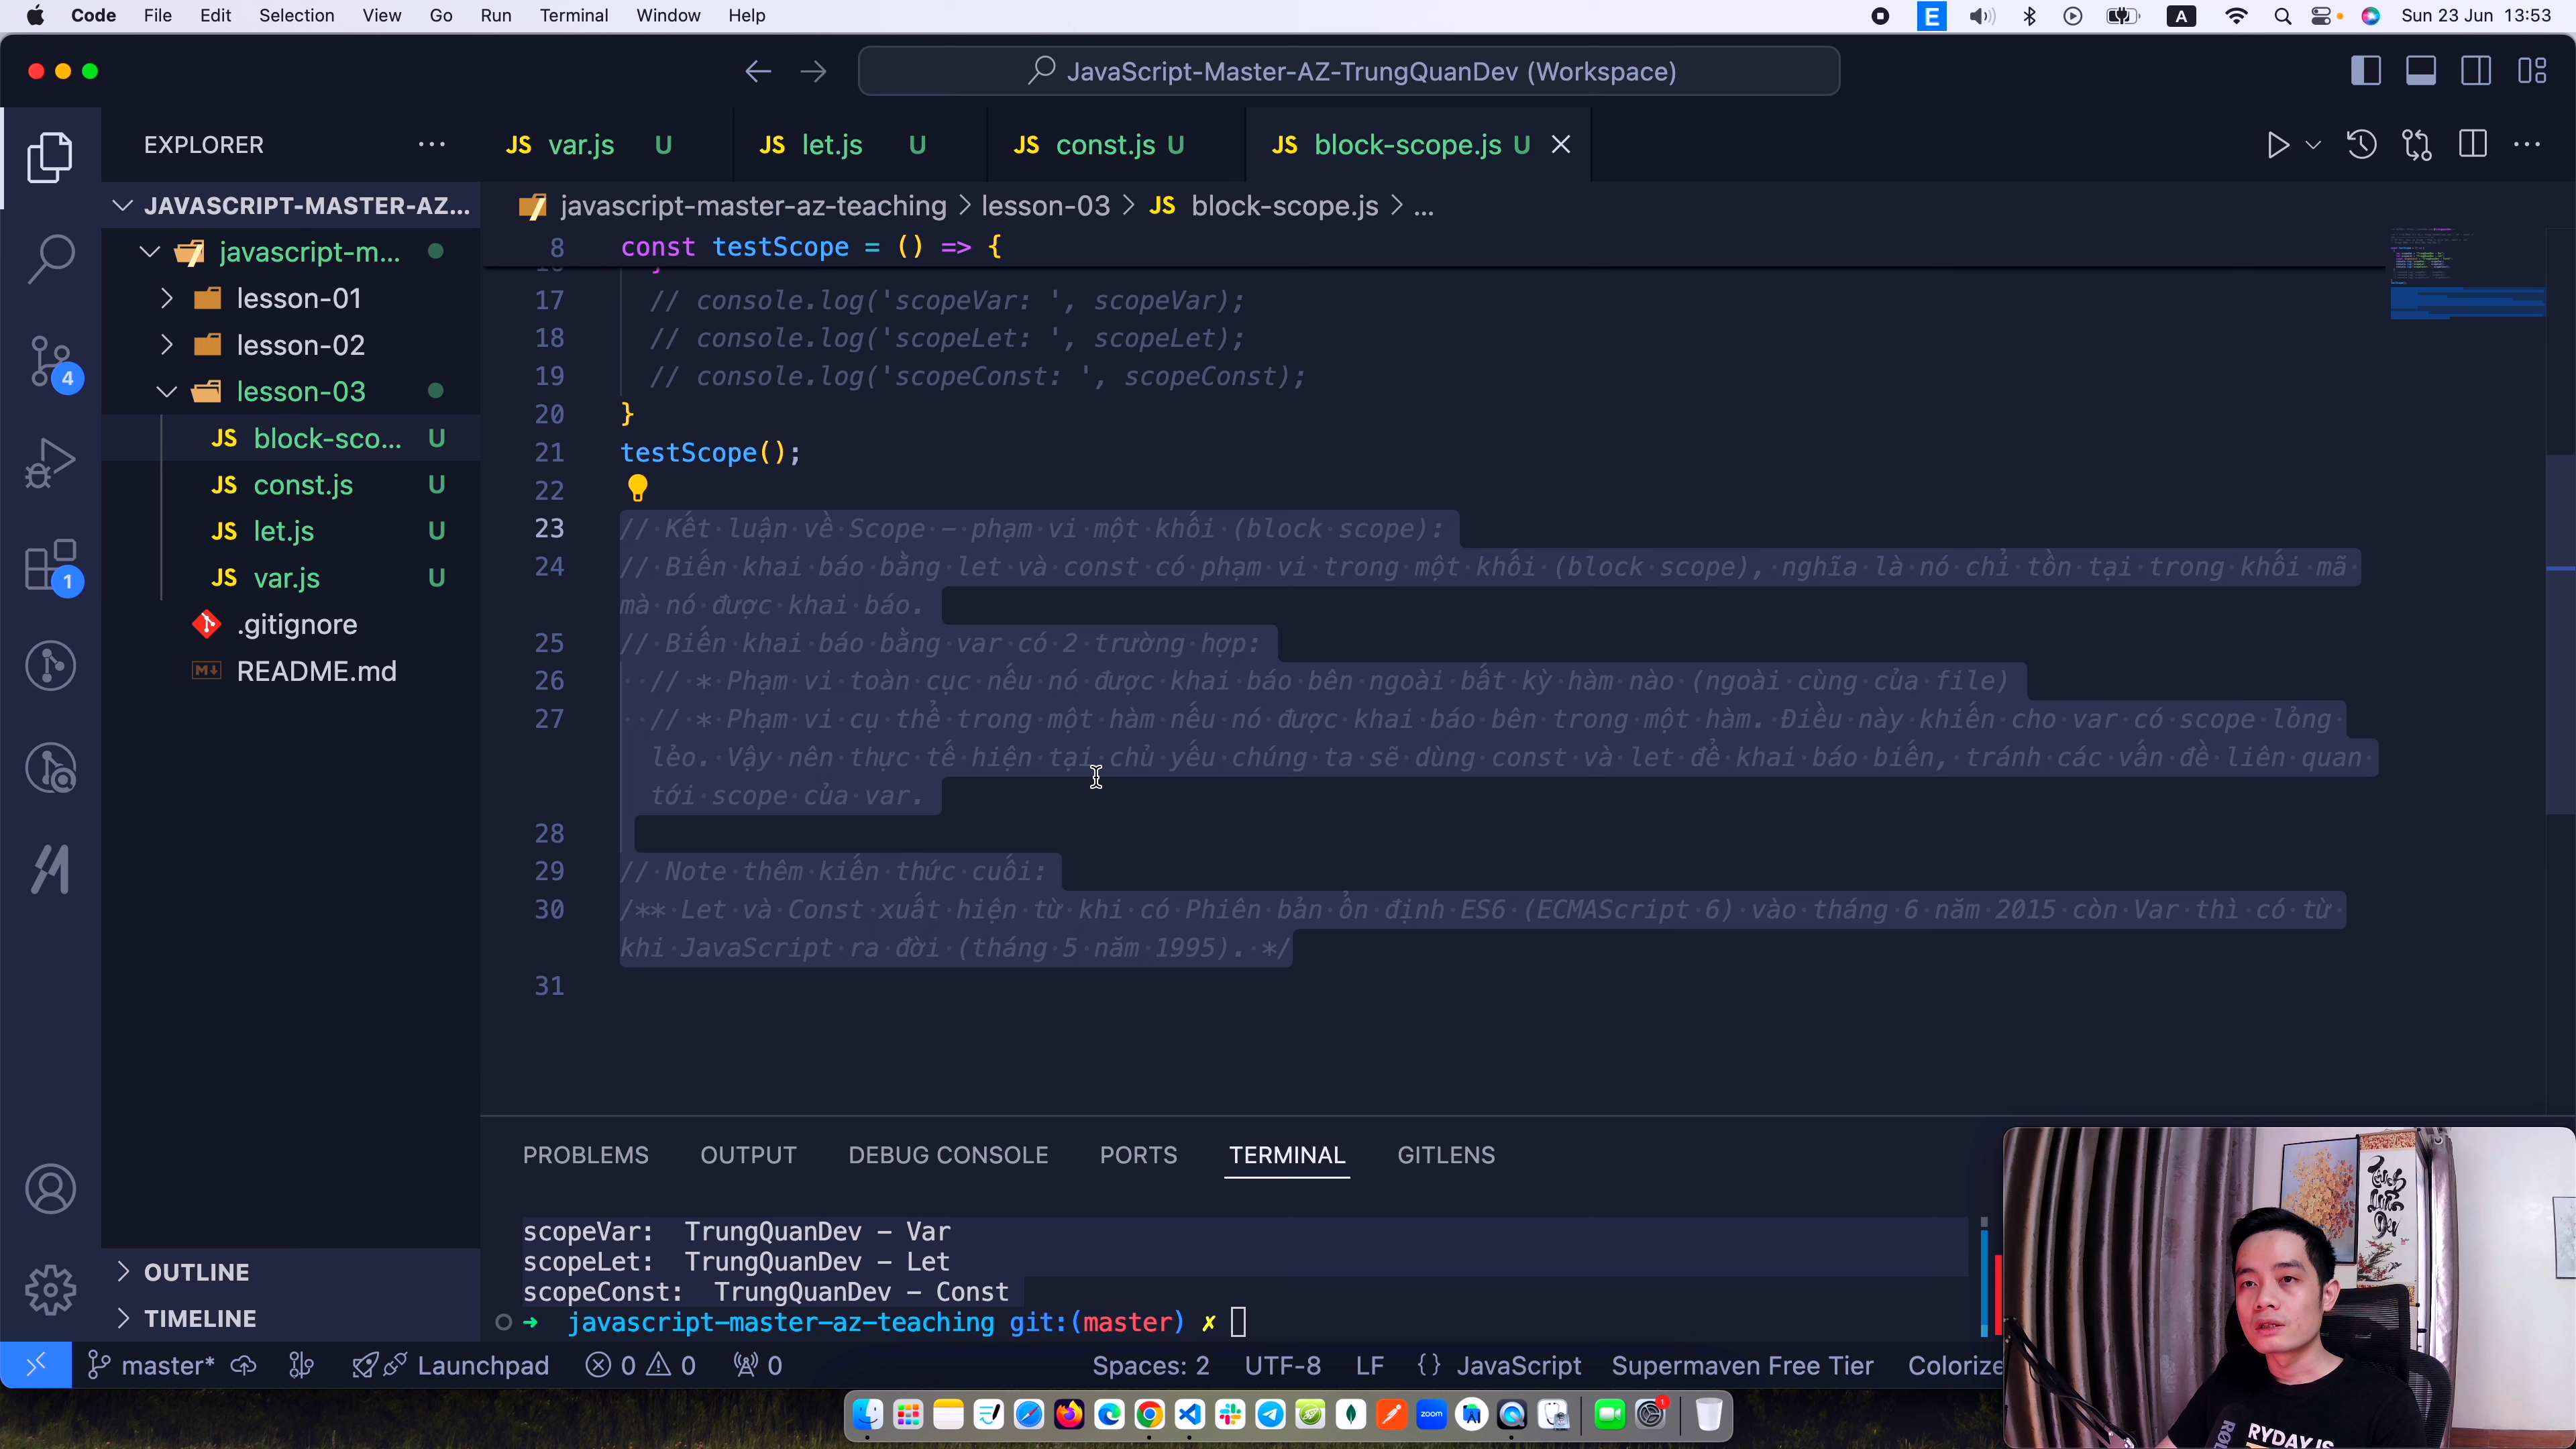 Code File Edit Selection View Go Run Terminal Window Help
E A Sun 23 Jun 13:53
JavaScript-Master-AZ-TrungQuanDev (Workspace)
EXPLORER
JS var.js U JS let.js U JS const.js U JS block-scope.js U
JAVASCRIPT-MASTER-AZ...
javascript-m...
lesson-01
lesson-02
lesson-03
JS block-sco... U
JS const.js U
JS let.js U
JS var.js U
.gitignore
README.md
4
1
OUTLINE
TIMELINE
javascript-master-az-teaching > lesson-03 > JS block-scope.js > ...
8 const testScope = () => {
17 // console.log('scopeVar: ', scopeVar);
18 // console.log('scopeLet: ', scopeLet);
19 // console.log('scopeConst: ', scopeConst);
20 }
21 testScope();
22
23 // Kết luận về Scope - phạm vi một khối (block scope):
24 // Biến khai báo bằng let và const có phạm vi trong một khối (block scope), nghĩa là nó chỉ tồn tại trong khối mã
mà nó được khai báo.
25 // Biến khai báo bằng var có 2 trường hợp:
26 // * Phạm vi toàn cục nếu nó được khai báo bên ngoài bất kỳ hàm nào (ngoài cùng của file)
27 // * Phạm vi cụ thể trong một hàm nếu nó được khai báo bên trong một hàm. Điều này khiến cho var có scope lỏng
lẻo. Vậy nên thực tế hiện tại chủ yếu chúng ta sẽ dùng const và let để khai báo biến, tránh các vấn đề liên quan
tới scope của var.
28
29 // Note thêm kiến thức cuối:
30 /** Let và Const xuất hiện từ khi có Phiên bản ổn định ES6 (ECMAScript 6) vào tháng 6 năm 2015 còn Var thì có từ
khi JavaScript ra đời (tháng 5 năm 1995). */
31
PROBLEMS OUTPUT DEBUG CONSOLE PORTS TERMINAL GITLENS
scopeVar: TrungQuanDev - Var
scopeLet: TrungQuanDev - Let
scopeConst: TrungQuanDev - Const
➜ javascript-master-az-teaching git:(master) ✗
master* Launchpad 0 0 0 Spaces: 2 UTF-8 LF {} JavaScript Supermaven Free Tier Colorize
zoom
1
RYDAYJS